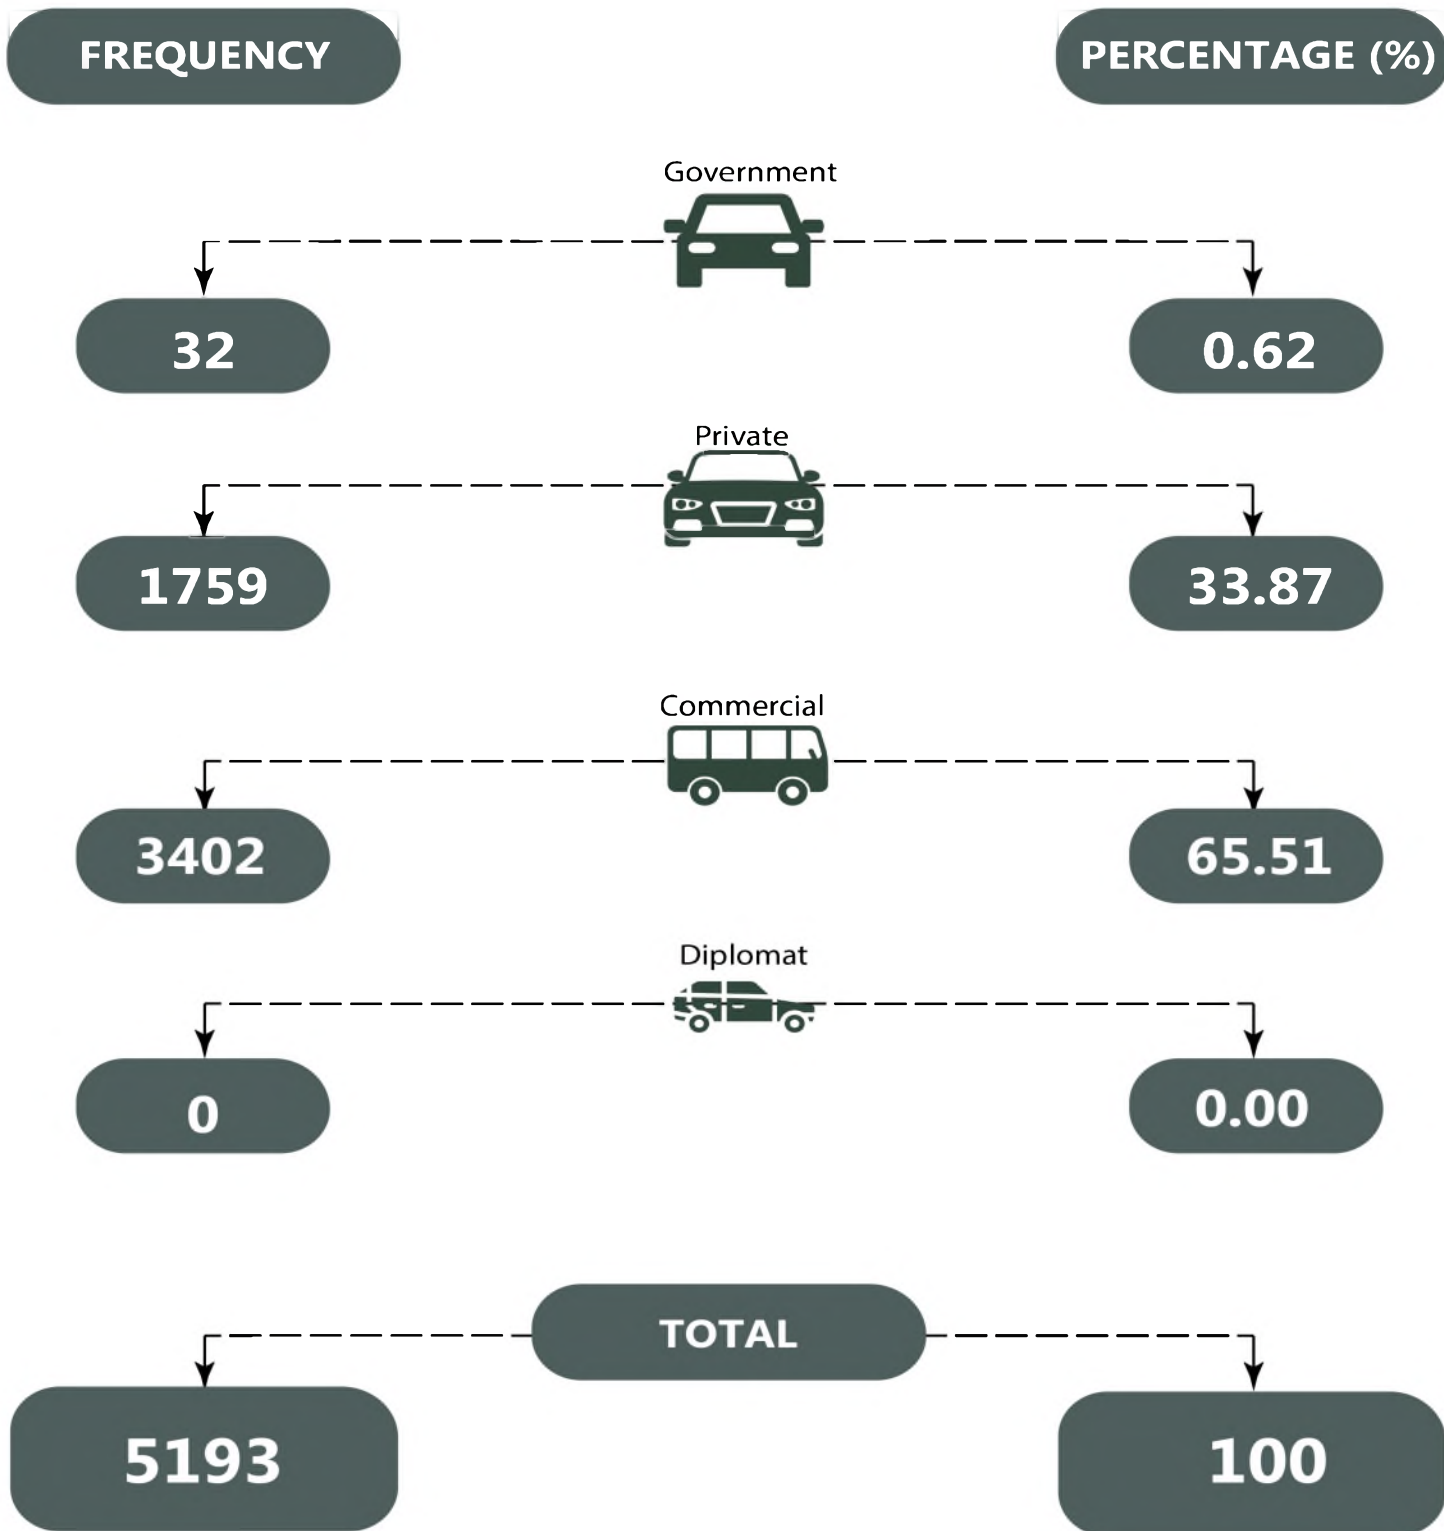 FREQUENCY
PERCENTAGE (%)
Government
32
0.62
Private
1759
33.87
Commercial
3402
65.51
Diplomat
0
0.00
TOTAL
5193
100